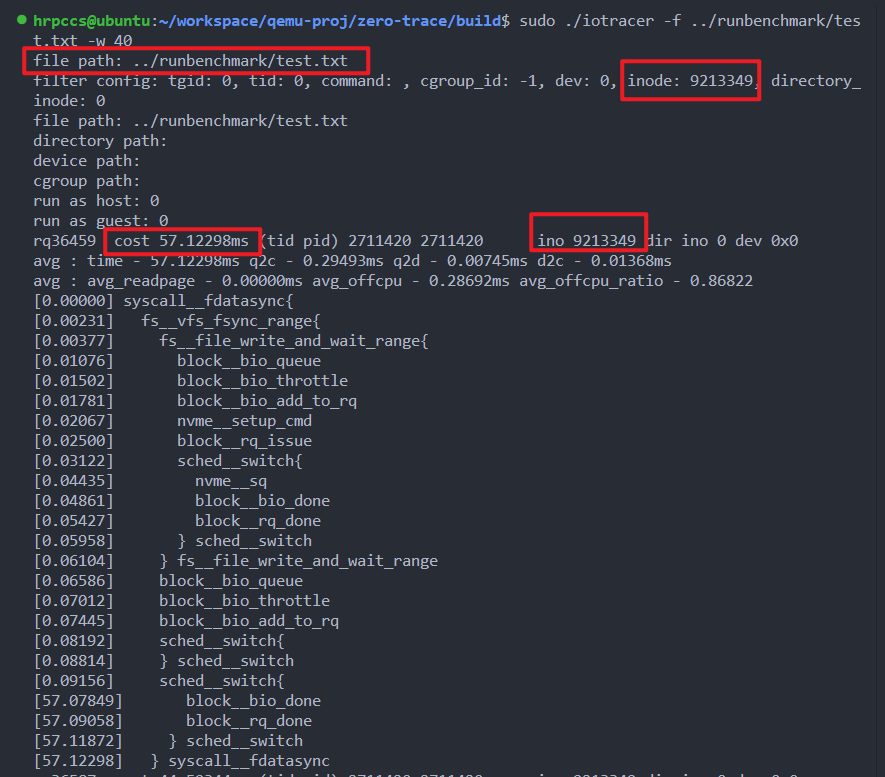 hrpccs@ubuntu:~/workspace/qemu-proj/zero-trace/build$ sudo ./iotracer -f ../runbenchmark/tes
t.txt -w 40
file path: ../runbenchmark/test.txt
filter config: tgid: 0, tid: 0, command: , cgroup_id: -1, dev: 0, inode: 9213349, directory_
inode: 0
file path: ../runbenchmark/test.txt
directory path:
device path:
cgroup path:
run as host: 0
run as guest: 0
rq36459  cost 57.12298ms (tid pid) 2711420 2711420      ino 9213349 dir ino 0 dev 0x0
avg : time - 57.12298ms q2c - 0.29493ms q2d - 0.00745ms d2c - 0.01368ms
avg : avg_readpage - 0.00000ms avg_offcpu - 0.28692ms avg_offcpu_ratio - 0.86822
[0.00000] syscall__fdatasync{
[0.00231]   fs__vfs_fsync_range{
[0.00377]     fs__file_write_and_wait_range{
[0.01076]       block__bio_queue
[0.01502]       block__bio_throttle
[0.01781]       block__bio_add_to_rq
[0.02067]       nvme__setup_cmd
[0.02500]       block__rq_issue
[0.03122]       sched__switch{
[0.04435]         nvme__sq
[0.04861]         block__bio_done
[0.05427]         block__rq_done
[0.05958]       } sched__switch
[0.06104]     } fs__file_write_and_wait_range
[0.06586]     block__bio_queue
[0.07012]     block__bio_throttle
[0.07445]     block__bio_add_to_rq
[0.08192]     sched__switch{
[0.08814]     } sched__switch
[0.09156]     sched__switch{
[57.07849]       block__bio_done
[57.09058]       block__rq_done
[57.11872]     } sched__switch
[57.12298]   } syscall__fdatasync